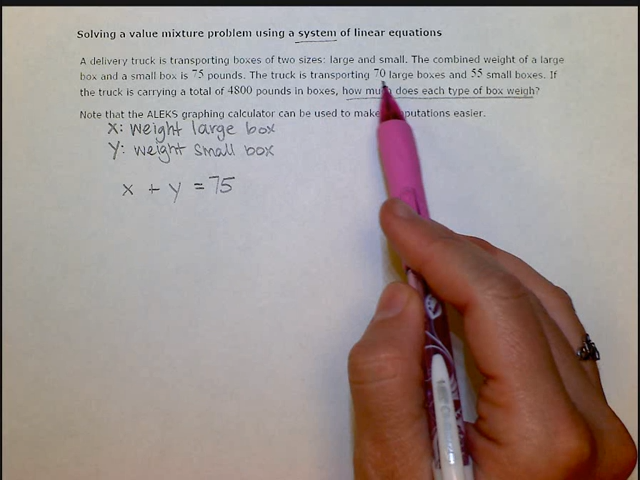 Solving a value mixture problem using a system of linear equations
A delivery truck is transporting boxes of two sizes: large and small. The combined weight of a large
box and a small box is 75 pounds. The truck is transporting 70 large boxes and 55 small boxes. If
the truck is carrying a total of 4800 pounds in boxes, how much does each type of box weigh?
Note that the ALEKS graphing calculator can be used to make computations easier.
X: weight large box
Y: weight small box
x + y = 75